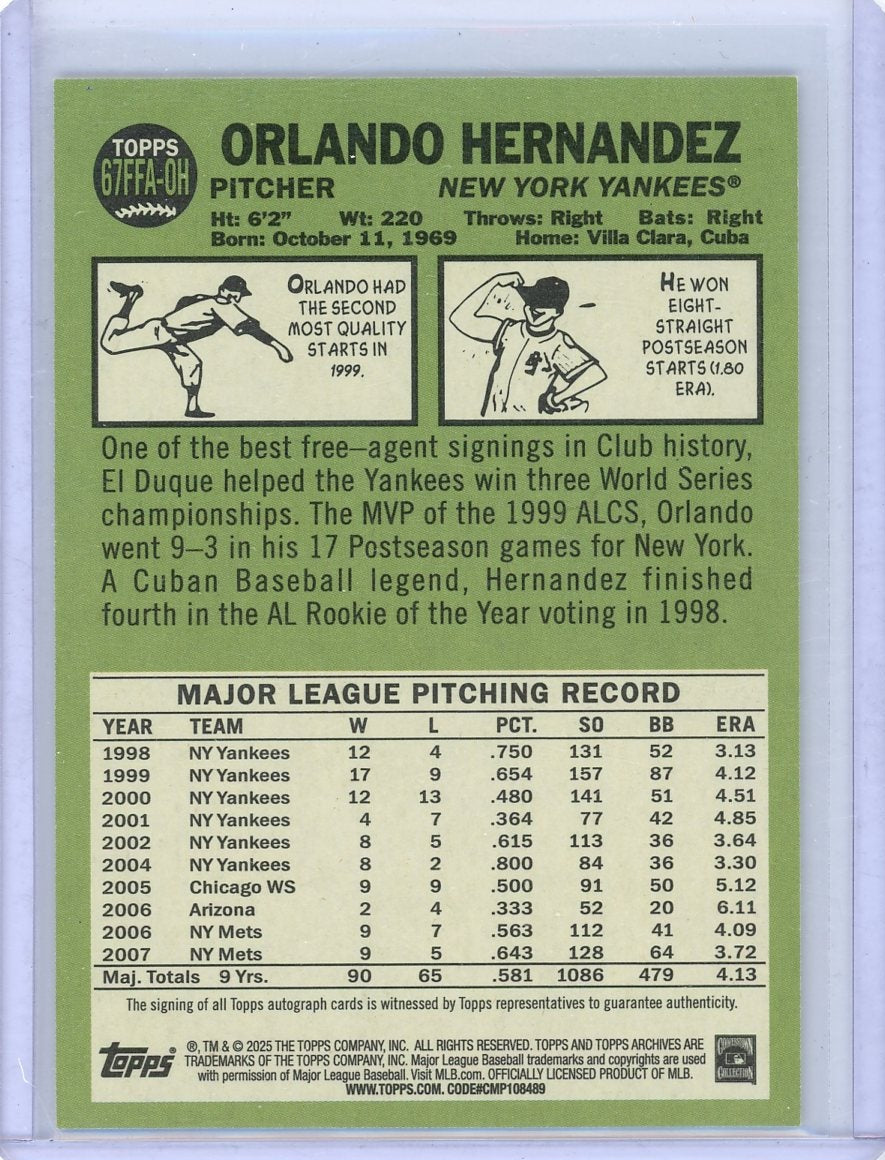 TOPPS
67FFA-OH
ORLANDO HERNANDEZ
PITCHER NEW YORK YANKEES®
Ht: 6'2" Wt: 220 Throws: Right Bats: Right
Born: October 11, 1969 Home: Villa Clara, Cuba
ORLANDO HAD
THE SECOND
MOST QUALITY
STARTS IN
1999.
HE WON
EIGHT-
STRAIGHT
POSTSEASON
STARTS (1.80
ERA).
One of the best free–agent signings in Club history,
El Duque helped the Yankees win three World Series
championships. The MVP of the 1999 ALCS, Orlando
went 9–3 in his 17 Postseason games for New York.
A Cuban Baseball legend, Hernandez finished
fourth in the AL Rookie of the Year voting in 1998.
MAJOR LEAGUE PITCHING RECORD
YEAR TEAM W L PCT. SO BB ERA
1998 NY Yankees 12 4 .750 131 52 3.13
1999 NY Yankees 17 9 .654 157 87 4.12
2000 NY Yankees 12 13 .480 141 51 4.51
2001 NY Yankees 4 7 .364 77 42 4.85
2002 NY Yankees 8 5 .615 113 36 3.64
2004 NY Yankees 8 2 .800 84 36 3.30
2005 Chicago WS 9 9 .500 91 50 5.12
2006 Arizona 2 4 .333 52 20 6.11
2006 NY Mets 9 7 .563 112 41 4.09
2007 NY Mets 9 5 .643 128 64 3.72
Maj. Totals 9 Yrs. 90 65 .581 1086 479 4.13
The signing of all Topps autograph cards is witnessed by Topps representatives to guarantee authenticity.
topps®
®, TM & © 2025 THE TOPPS COMPANY, INC. ALL RIGHTS RESERVED. TOPPS AND TOPPS ARCHIVES ARE
TRADEMARKS OF THE TOPPS COMPANY, INC. Major League Baseball trademarks and copyrights are used
with permission of Major League Baseball. Visit MLB.com. OFFICIALLY LICENSED PRODUCT OF MLB.
WWW.TOPPS.COM. CODE#CMP108489
COOPERSTOWN
COLLECTION